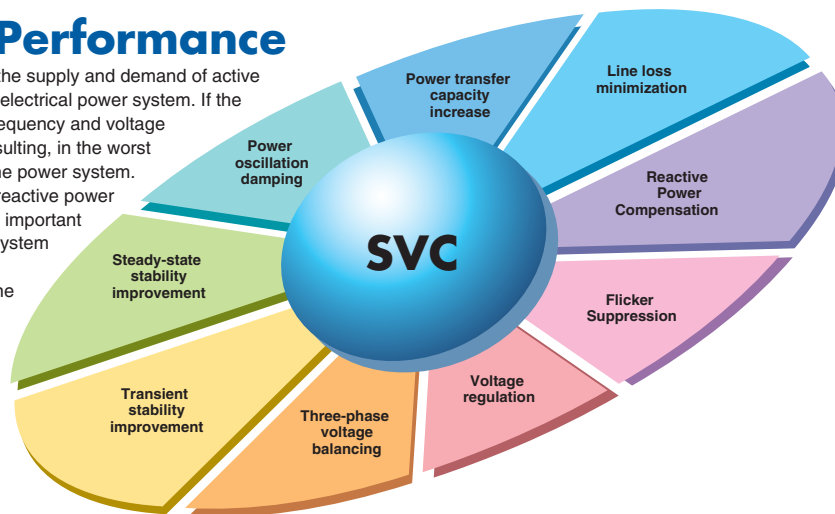 Performance
the supply and demand of active
electrical power system. If the
equency and voltage
sulting, in the worst
e power system.
reactive power
important
ystem
ne
Power transfer
capacity
increase
Line loss
minimization
Power
oscillation
damping
Reactive
Power
Compensation
SVC
Steady-state
stability
improvement
Flicker
Suppression
Transient
stability
improvement
Voltage
regulation
Three-phase
voltage
balancing